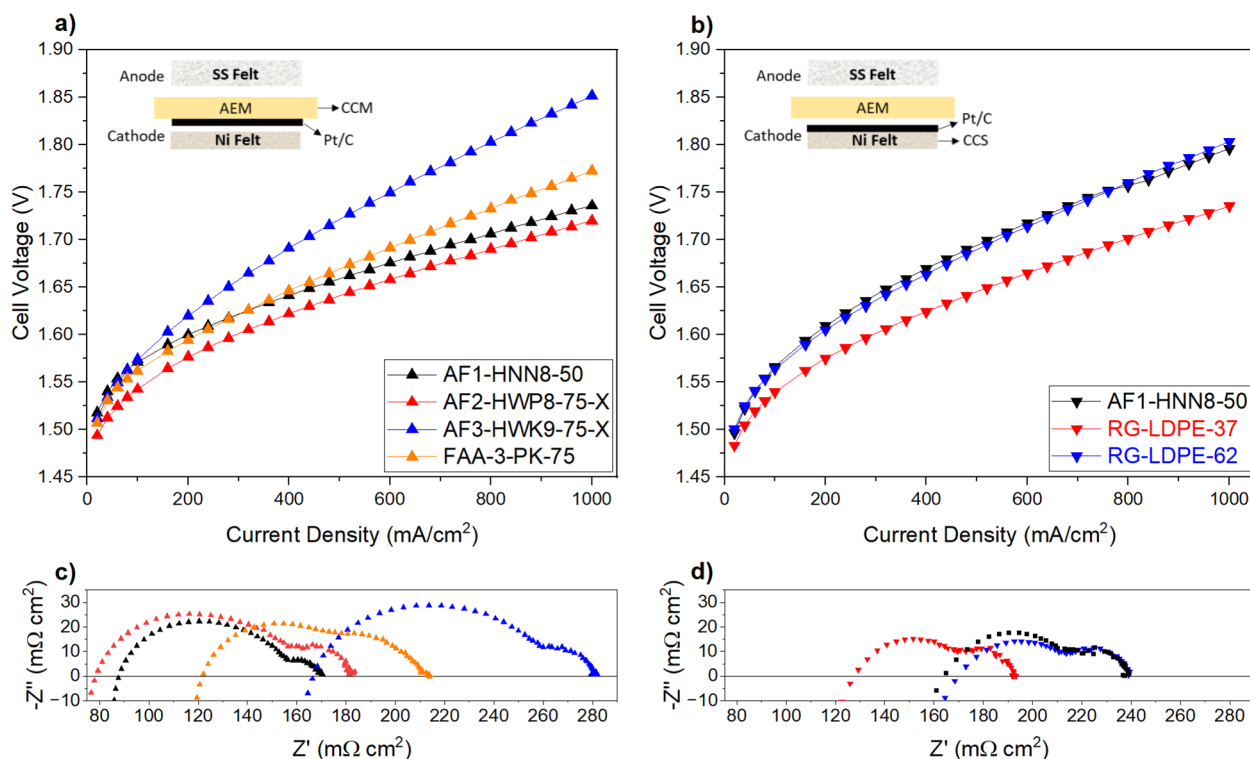 a)
1.90
1.85
1.80
1.75
1.70
1.65
1.60
1.55
1.50
1.45
Cell Voltage (V)
Anode
SS Felt
AEM
CCM
Cathode
Ni Felt
Pt/C
AF1-HNN8-50
AF2-HWP8-75-X
AF3-HWK9-75-X
FAA-3-PK-75
0 200 400 600 800 1000
Current Density (mA/cm²)
b)
1.90
1.85
1.80
1.75
1.70
1.65
1.60
1.55
1.50
1.45
Cell Voltage (V)
Anode
SS Felt
AEM
Pt/C
Cathode
Ni Felt
CCS
AF1-HNN8-50
RG-LDPE-37
RG-LDPE-62
0 200 400 600 800 1000
Current Density (mA/cm²)
c)
30
20
10
0
−10
-Z" (mΩ cm²)
80 100 120 140 160 180 200 220 240 260 280
Z' (mΩ cm²)
d)
30
20
10
0
−10
-Z" (mΩ cm²)
80 100 120 140 160 180 200 220 240 260 280
Z' (mΩ cm²)